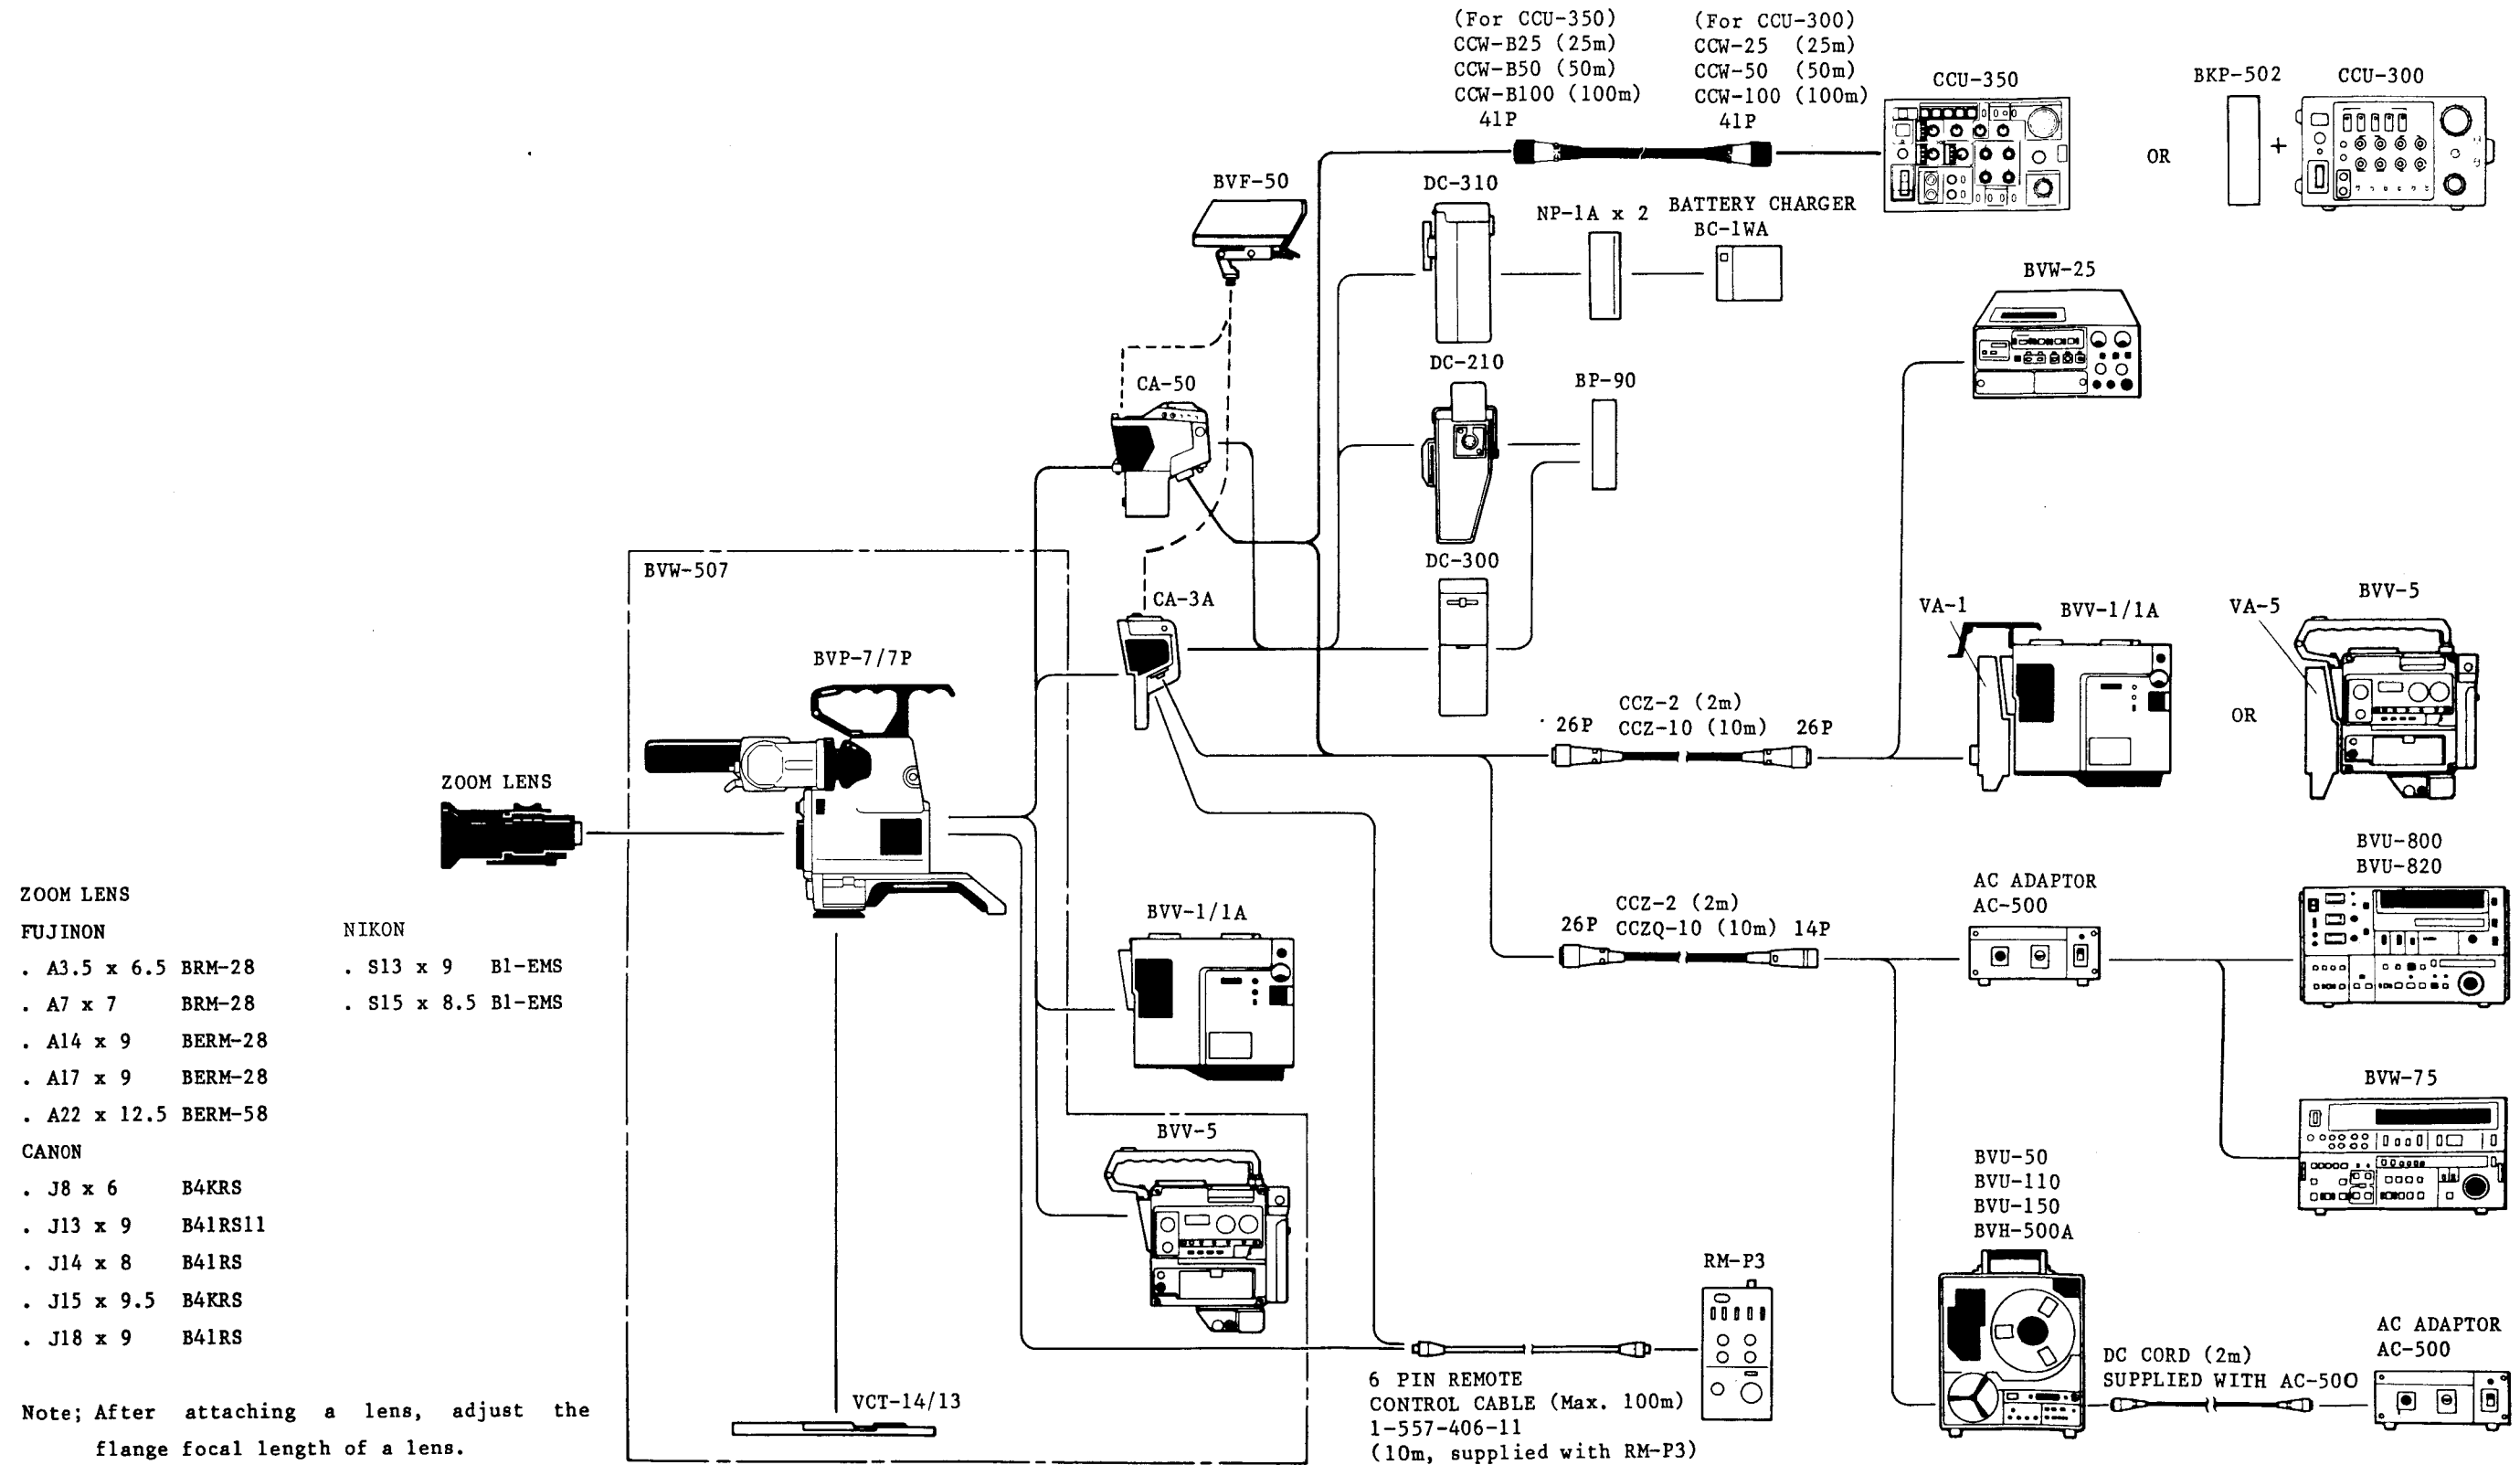 (For CCU-350)
CCW-B25 (25m)
CCW-B50 (50m)
CCW-B100 (100m)
41P
(For CCU-300)
CCW-25 (25m)
CCW-50 (50m)
CCW-100 (100m)
41P
CCU-350
OR
BKP-502
+
CCU-300
BVF-50
DC-310
NP-1A x 2
BATTERY CHARGER
BC-1WA
BVW-25
CA-50
DC-210
BP-90
BVW-507
CA-3A
DC-300
VA-1
BVV-1/1A
OR
VA-5
BVV-5
BVP-7/7P
26P
CCZ-2 (2m)
CCZ-10 (10m)
26P
ZOOM LENS
BVU-800
BVU-820
AC ADAPTOR
AC-500
26P
CCZ-2 (2m)
CCZQ-10 (10m)
14P
BVV-1/1A
BVW-75
BVV-5
BVU-50
BVU-110
BVU-150
BVH-500A
RM-P3
AC ADAPTOR
AC-500
DC CORD (2m)
SUPPLIED WITH AC-500
6 PIN REMOTE
CONTROL CABLE (Max. 100m)
1-557-406-11
(10m, supplied with RM-P3)
VCT-14/13
ZOOM LENS
FUJINON
. A3.5 x 6.5 BRM-28
. A7 x 7 BRM-28
. A14 x 9 BERM-28
. A17 x 9 BERM-28
. A22 x 12.5 BERM-58
CANON
. J8 x 6 B4KRS
. J13 x 9 B41RS11
. J14 x 8 B41RS
. J15 x 9.5 B4KRS
. J18 x 9 B41RS
NIKON
. S13 x 9 B1-EMS
. S15 x 8.5 B1-EMS
Note; After attaching a lens, adjust the
flange focal length of a lens.